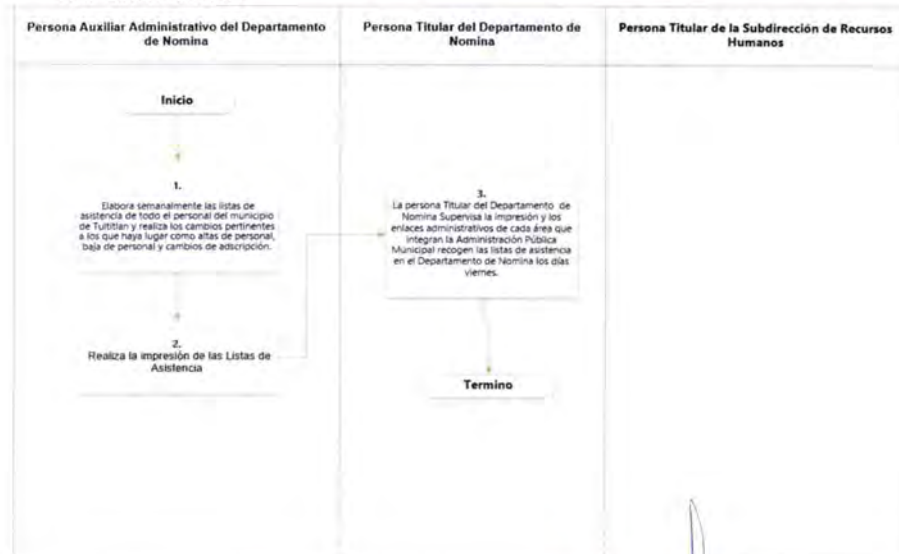 Persona Auxiliar Administrativo del Departamento
de Nomina
Persona Titular del Departamento de
Nomina
Persona Titular de la Subdirección de Recursos
Humanos
Inicio
1.
Elabora semanalmente las listas de
asistencia de todo el personal del municipio
de Tultitlan y realiza los cambios pertinentes
a los que haya lugar como altas de personal,
baja de personal y cambios de adscripción.
2.
Realiza la impresión de las Listas de
Asistencia
3.
La persona Titular del Departamento de
Nomina Supervisa la impresión y los
enlaces administrativos de cada área que
integran la Administración Pública
Municipal recogen las listas de asistencia
en el Departamento de Nomina los días
viernes.
Termino